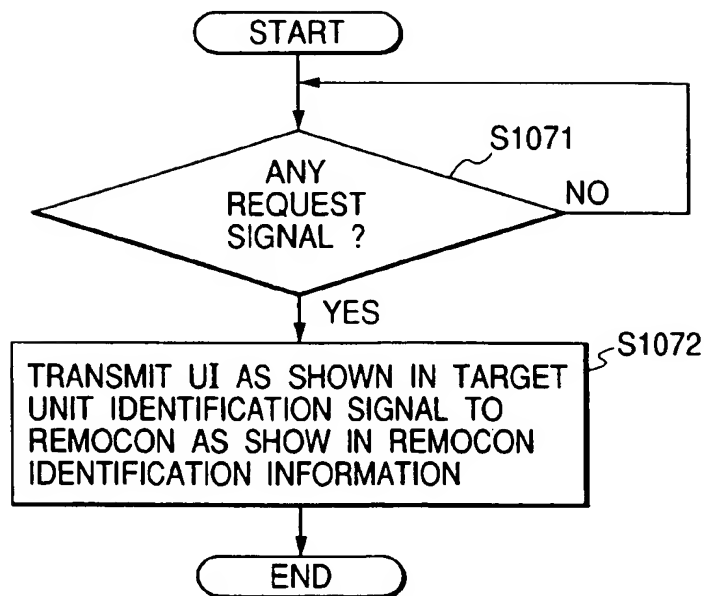 START
S1071
ANY
REQUEST
SIGNAL ?
NO
YES
S1072
TRANSMIT UI AS SHOWN IN TARGET
UNIT IDENTIFICATION SIGNAL TO
REMOCON AS SHOW IN REMOCON
IDENTIFICATION INFORMATION
END